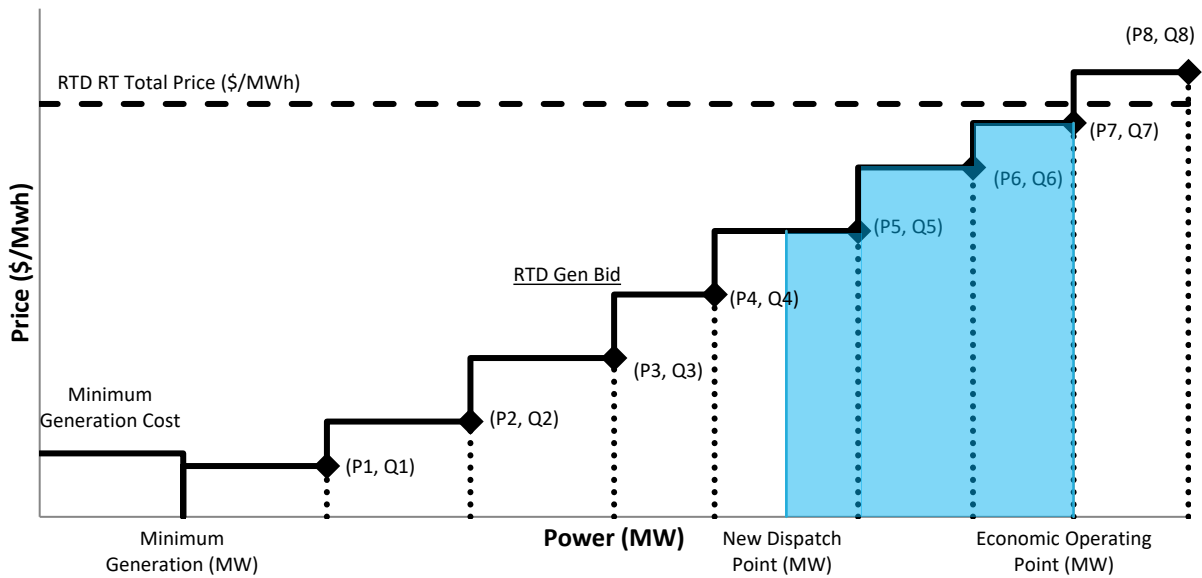 (P8, Q8)
RTD RT Total Price ($/MWh)
(P7, Q7)
(P6, Q6)
(P5, Q5)
RTD Gen Bid
(P4, Q4)
Price ($/Mwh)
(P3, Q3)
Minimum
Generation Cost
(P2, Q2)
(P1, Q1)
Power (MW)
Minimum
Generation (MW)
New Dispatch
Point (MW)
Economic Operating
Point (MW)